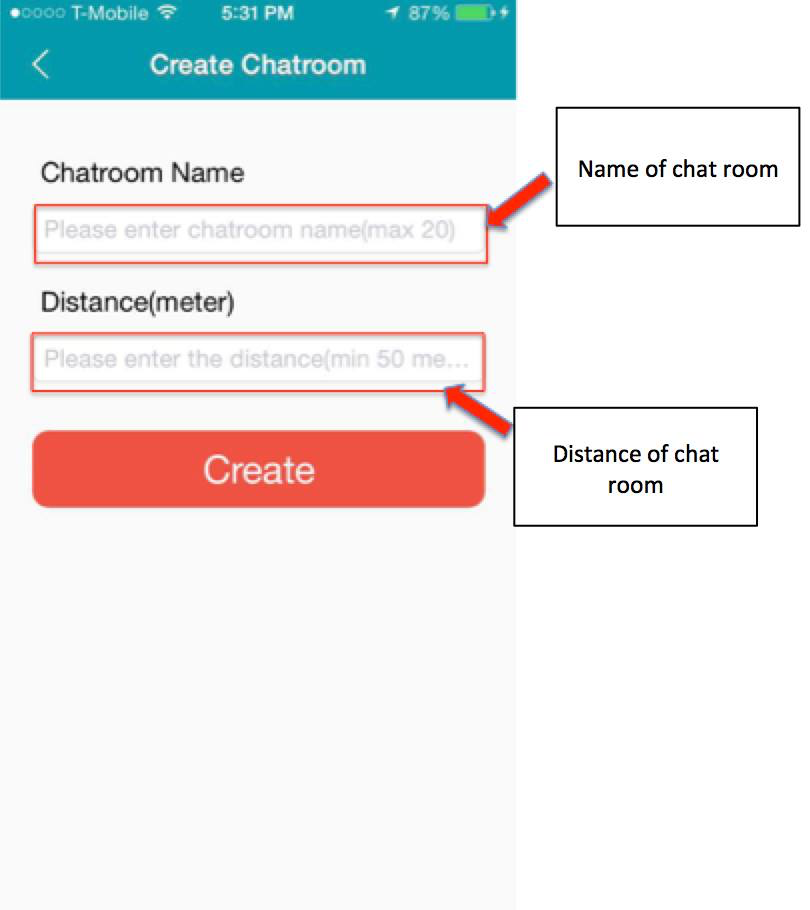 T-Mobile 5:31 PM 87%
Create Chatroom
Chatroom Name
Please enter chatroom name(max 20)
Name of chat room
Distance(meter)
Please enter the distance(min 50 me...
Distance of chat
room
Create